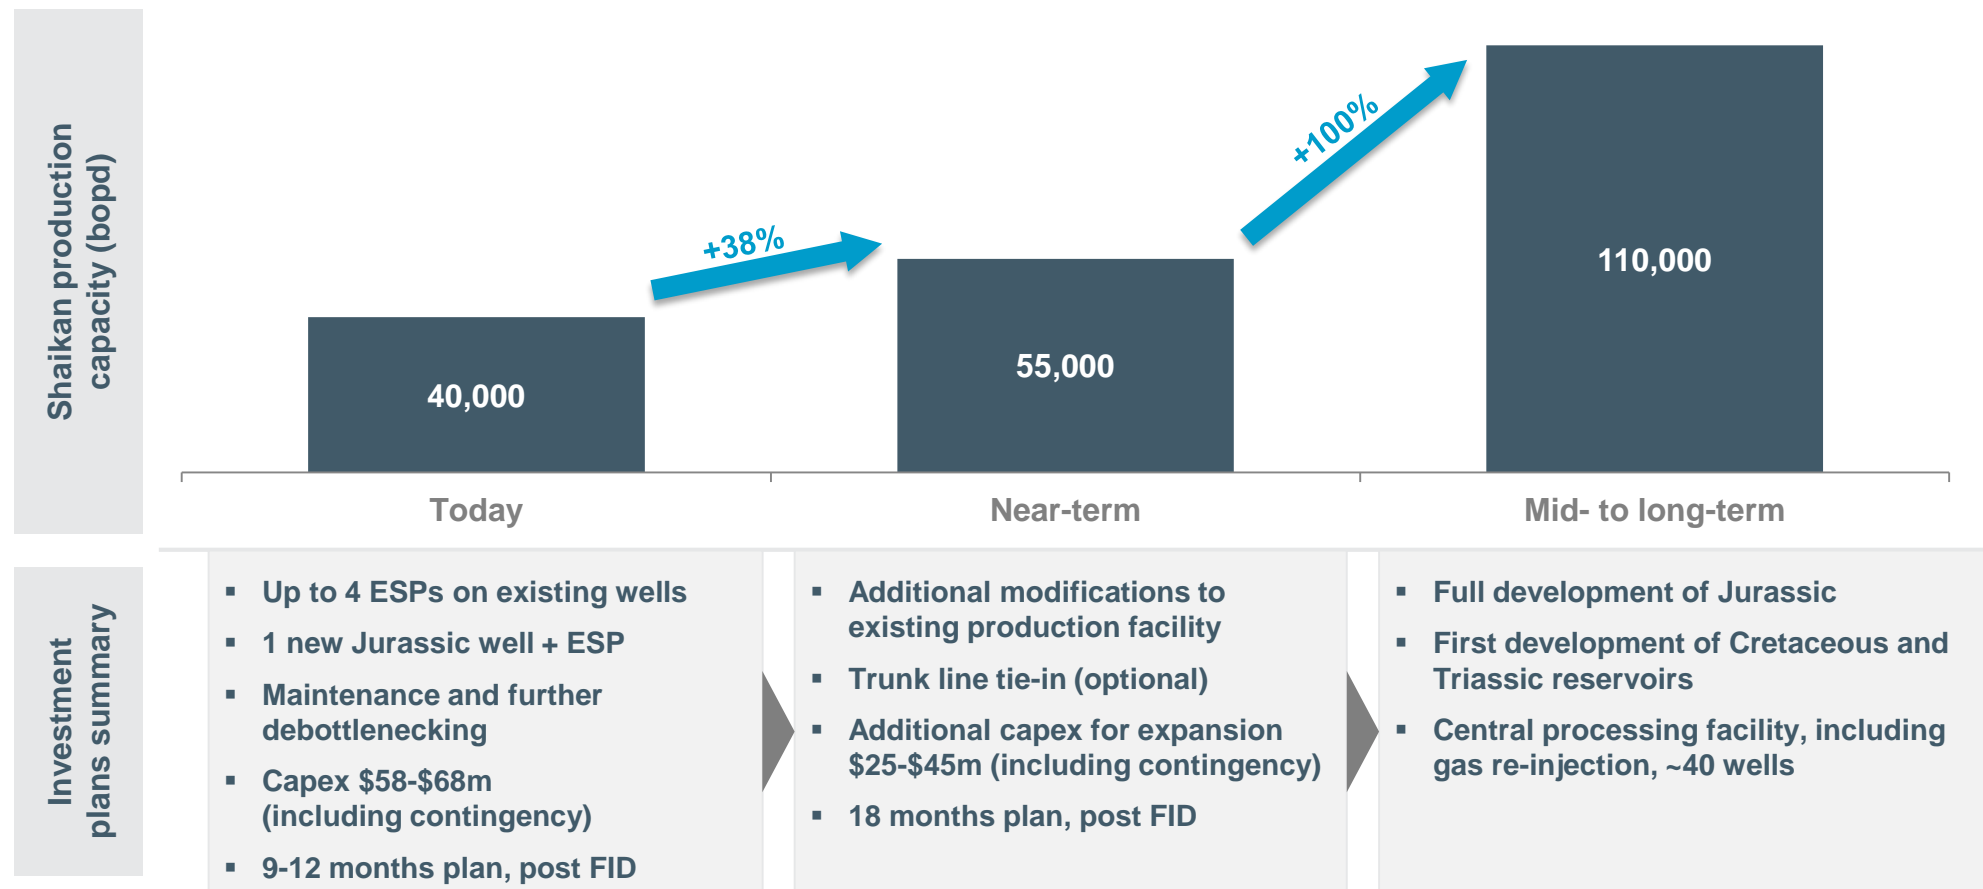 Shaikan production
capacity (bopd)
+38%
+100%
40,000
55,000
110,000
Today
Near-term
Mid- to long-term
Investment
plans summary
▪ Up to 4 ESPs on existing wells
▪ 1 new Jurassic well + ESP
▪ Maintenance and further
debottlenecking
▪ Capex $58-$68m
(including contingency)
▪ 9-12 months plan, post FID
▪ Additional modifications to
existing production facility
▪ Trunk line tie-in (optional)
▪ Additional capex for expansion
$25-$45m (including contingency)
▪ 18 months plan, post FID
▪ Full development of Jurassic
▪ First development of Cretaceous and
Triassic reservoirs
▪ Central processing facility, including
gas re-injection, ~40 wells